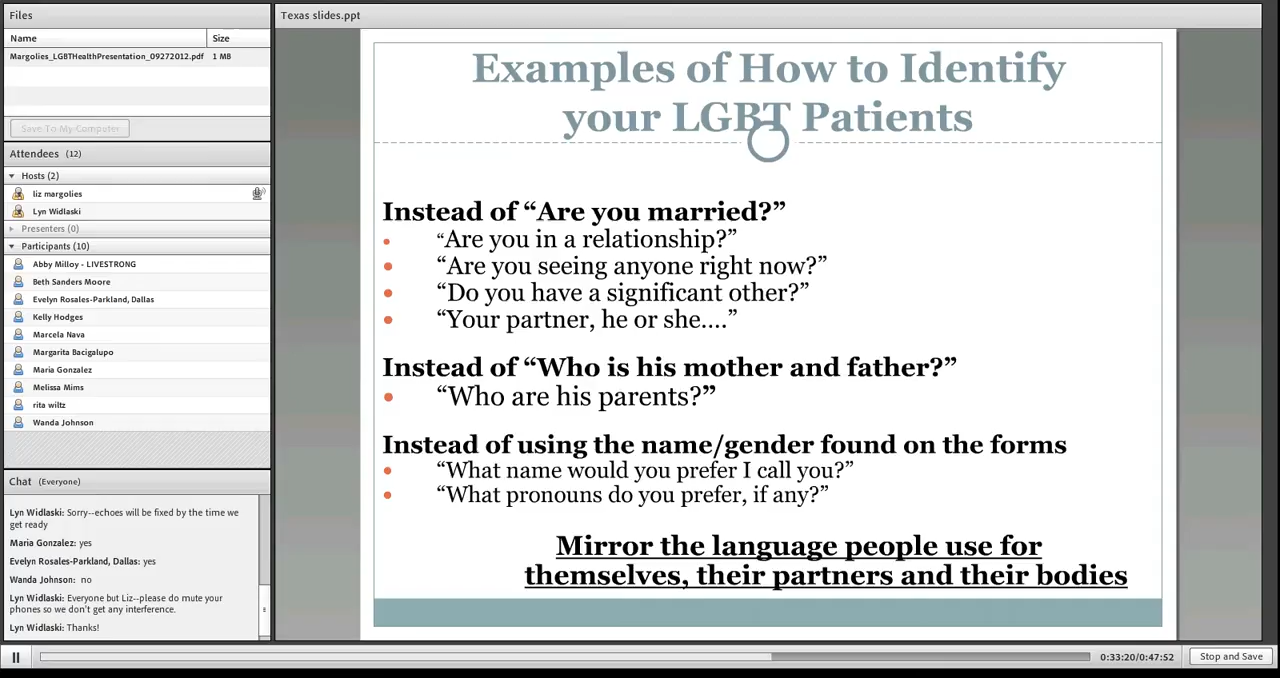 Files
Name Size
Margolies_LGBTHealthPresentation_09272012.pdf 1 MB
Save To My Computer
Attendees (12)
Hosts (2)
liz margolies
Lyn Widlaski
Presenters (0)
Participants (10)
Abby Milloy - LIVESTRONG
Beth Sanders Moore
Evelyn Rosales-Parkland, Dallas
Kelly Hodges
Marcela Nava
Margarita Bacigalupo
Maria Gonzalez
Melissa Mims
rita wiltz
Wanda Johnson
Chat (Everyone)
Lyn Widlaski: Sorry--echoes will be fixed by the time we
get ready
Maria Gonzalez: yes
Evelyn Rosales-Parkland, Dallas: yes
Wanda Johnson: no
Lyn Widlaski: Everyone but Liz--please do mute your
phones so we don't get any interference.
Lyn Widlaski: Thanks!
Texas slides.ppt
Examples of How to Identify
your LGBT Patients
Instead of “Are you married?”
• “Are you in a relationship?”
• “Are you seeing anyone right now?”
• “Do you have a significant other?”
• “Your partner, he or she....”
Instead of “Who is his mother and father?”
• “Who are his parents?”
Instead of using the name/gender found on the forms
• “What name would you prefer I call you?”
• “What pronouns do you prefer, if any?”
Mirror the language people use for
themselves, their partners and their bodies
0:33:20/0:47:52 Stop and Save